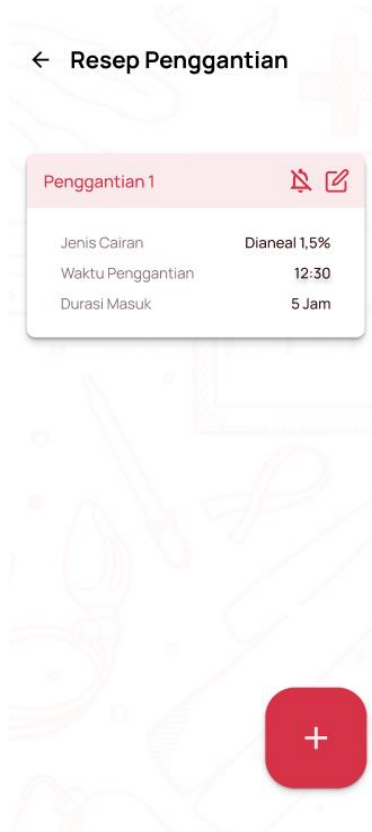 Resep Penggantian
Penggantian 1
Jenis Cairan Dianeal 1,5%
Waktu Penggantian 12:30
Durasi Masuk 5 Jam